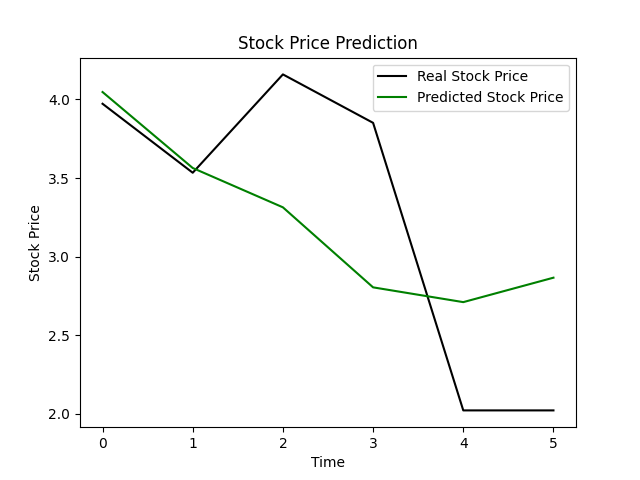 Stock Price Prediction
Real Stock Price
Predicted Stock Price
4.0
3.5
3.0
2.5
2.0
Stock Price
0 1 2 3 4 5
Time